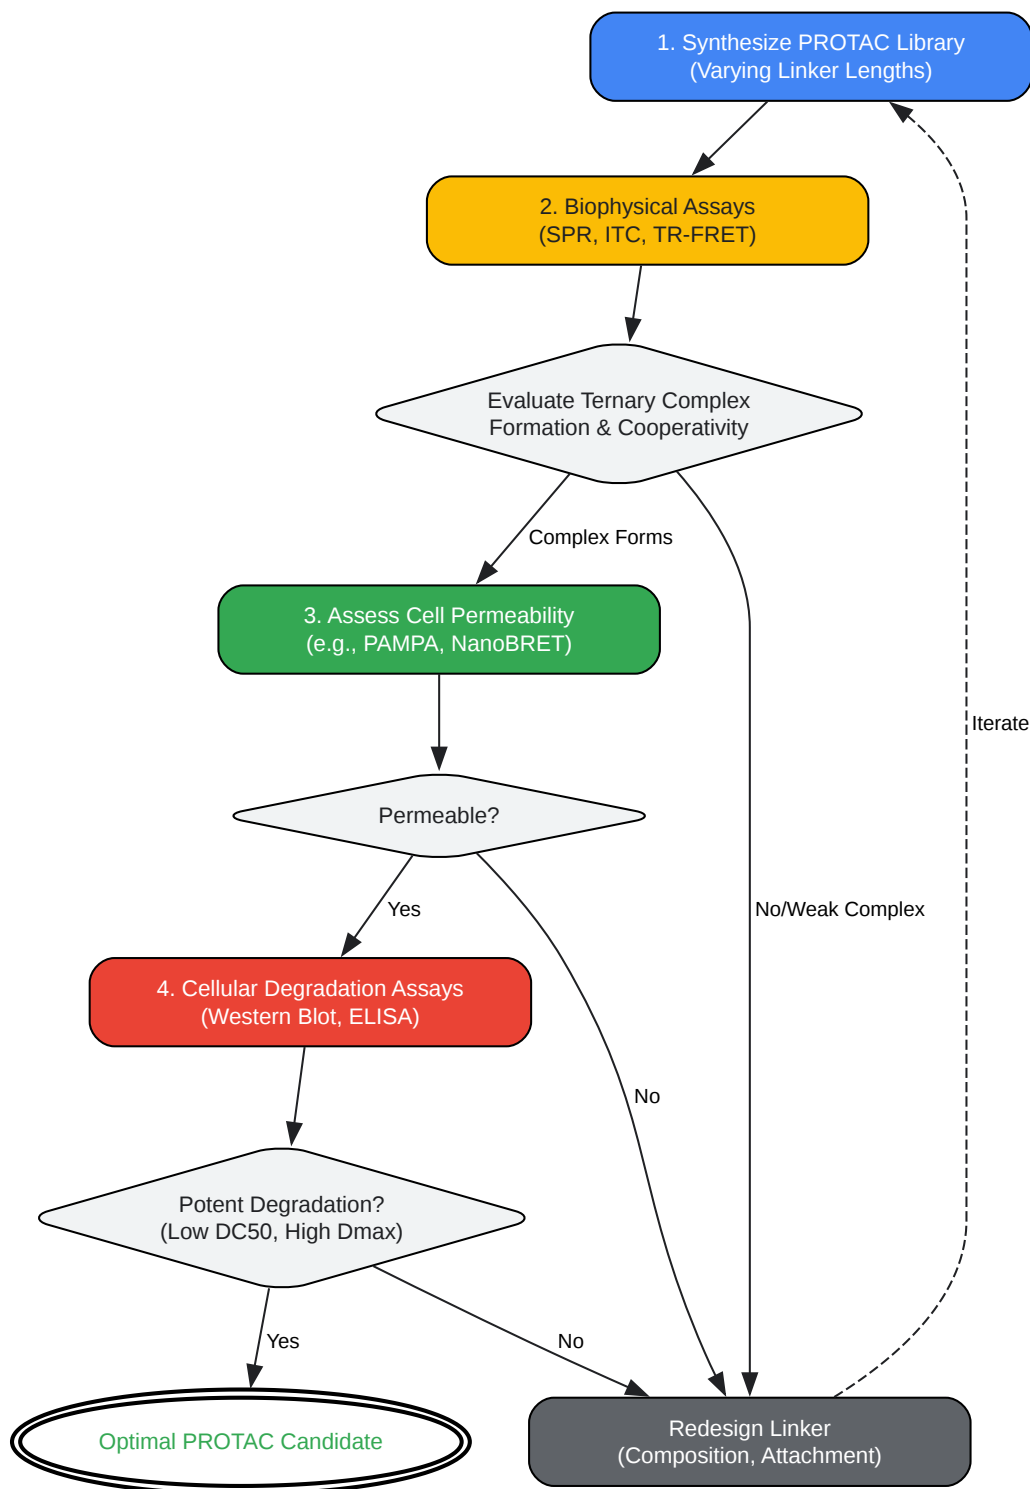 1. Synthesize PROTAC Library
(Varying Linker Lengths)
2. Biophysical Assays
(SPR, ITC, TR-FRET)
Evaluate Ternary Complex
Formation & Cooperativity
Complex Forms
3. Assess Cell Permeability
(e.g., PAMPA, NanoBRET)
Iterate
Permeable?
Yes
No/Weak Complex
4. Cellular Degradation Assays
(Western Blot, ELISA)
No
Potent Degradation?
(Low DC50, High Dmax)
Yes
No
Optimal PROTAC Candidate
Redesign Linker
(Composition, Attachment)